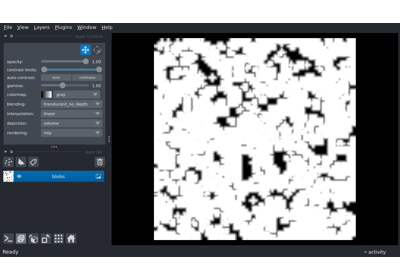 File View Layers Plugins Window Help
opacity: 1.00
contrast limits:
auto-contrast: once continuous
gamma: 1.00
colormap: gray
blending: translucent_no_depth
interpolation: linear
depiction: volume
rendering: mip
blobs
Ready
activity